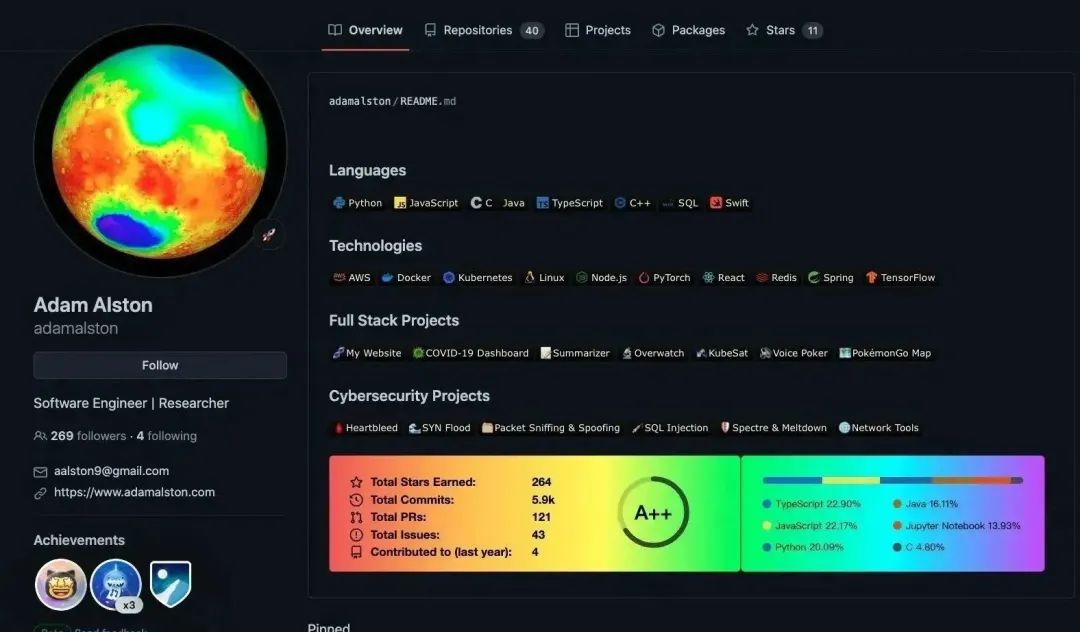 Overview Repositories 40 Projects Packages Stars 11
adamalston/README.md
Languages
Python JavaScript C Java TypeScript C++ SQL Swift
Technologies
AWS Docker Kubernetes Linux Node.js PyTorch React Redis Spring TensorFlow
Full Stack Projects
My Website COVID-19 Dashboard Summarizer Overwatch KubeSat Voice Poker PokémonGo Map
Cybersecurity Projects
Heartbleed SYN Flood Packet Sniffing & Spoofing SQL Injection Spectre & Meltdown Network Tools
Total Stars Earned: 264
Total Commits: 5.9k
Total PRs: 121
Total Issues: 43
Contributed to (last year): 4
A++
TypeScript 22.90% Java 16.11%
JavaScript 22.17% Jupyter Notebook 13.93%
Python 20.09% C 4.80%
Pinned
Adam Alston
adamalston
Follow
Software Engineer | Researcher
269 followers · 4 following
aalston9@gmail.com
https://www.adamalston.com
Achievements
x3